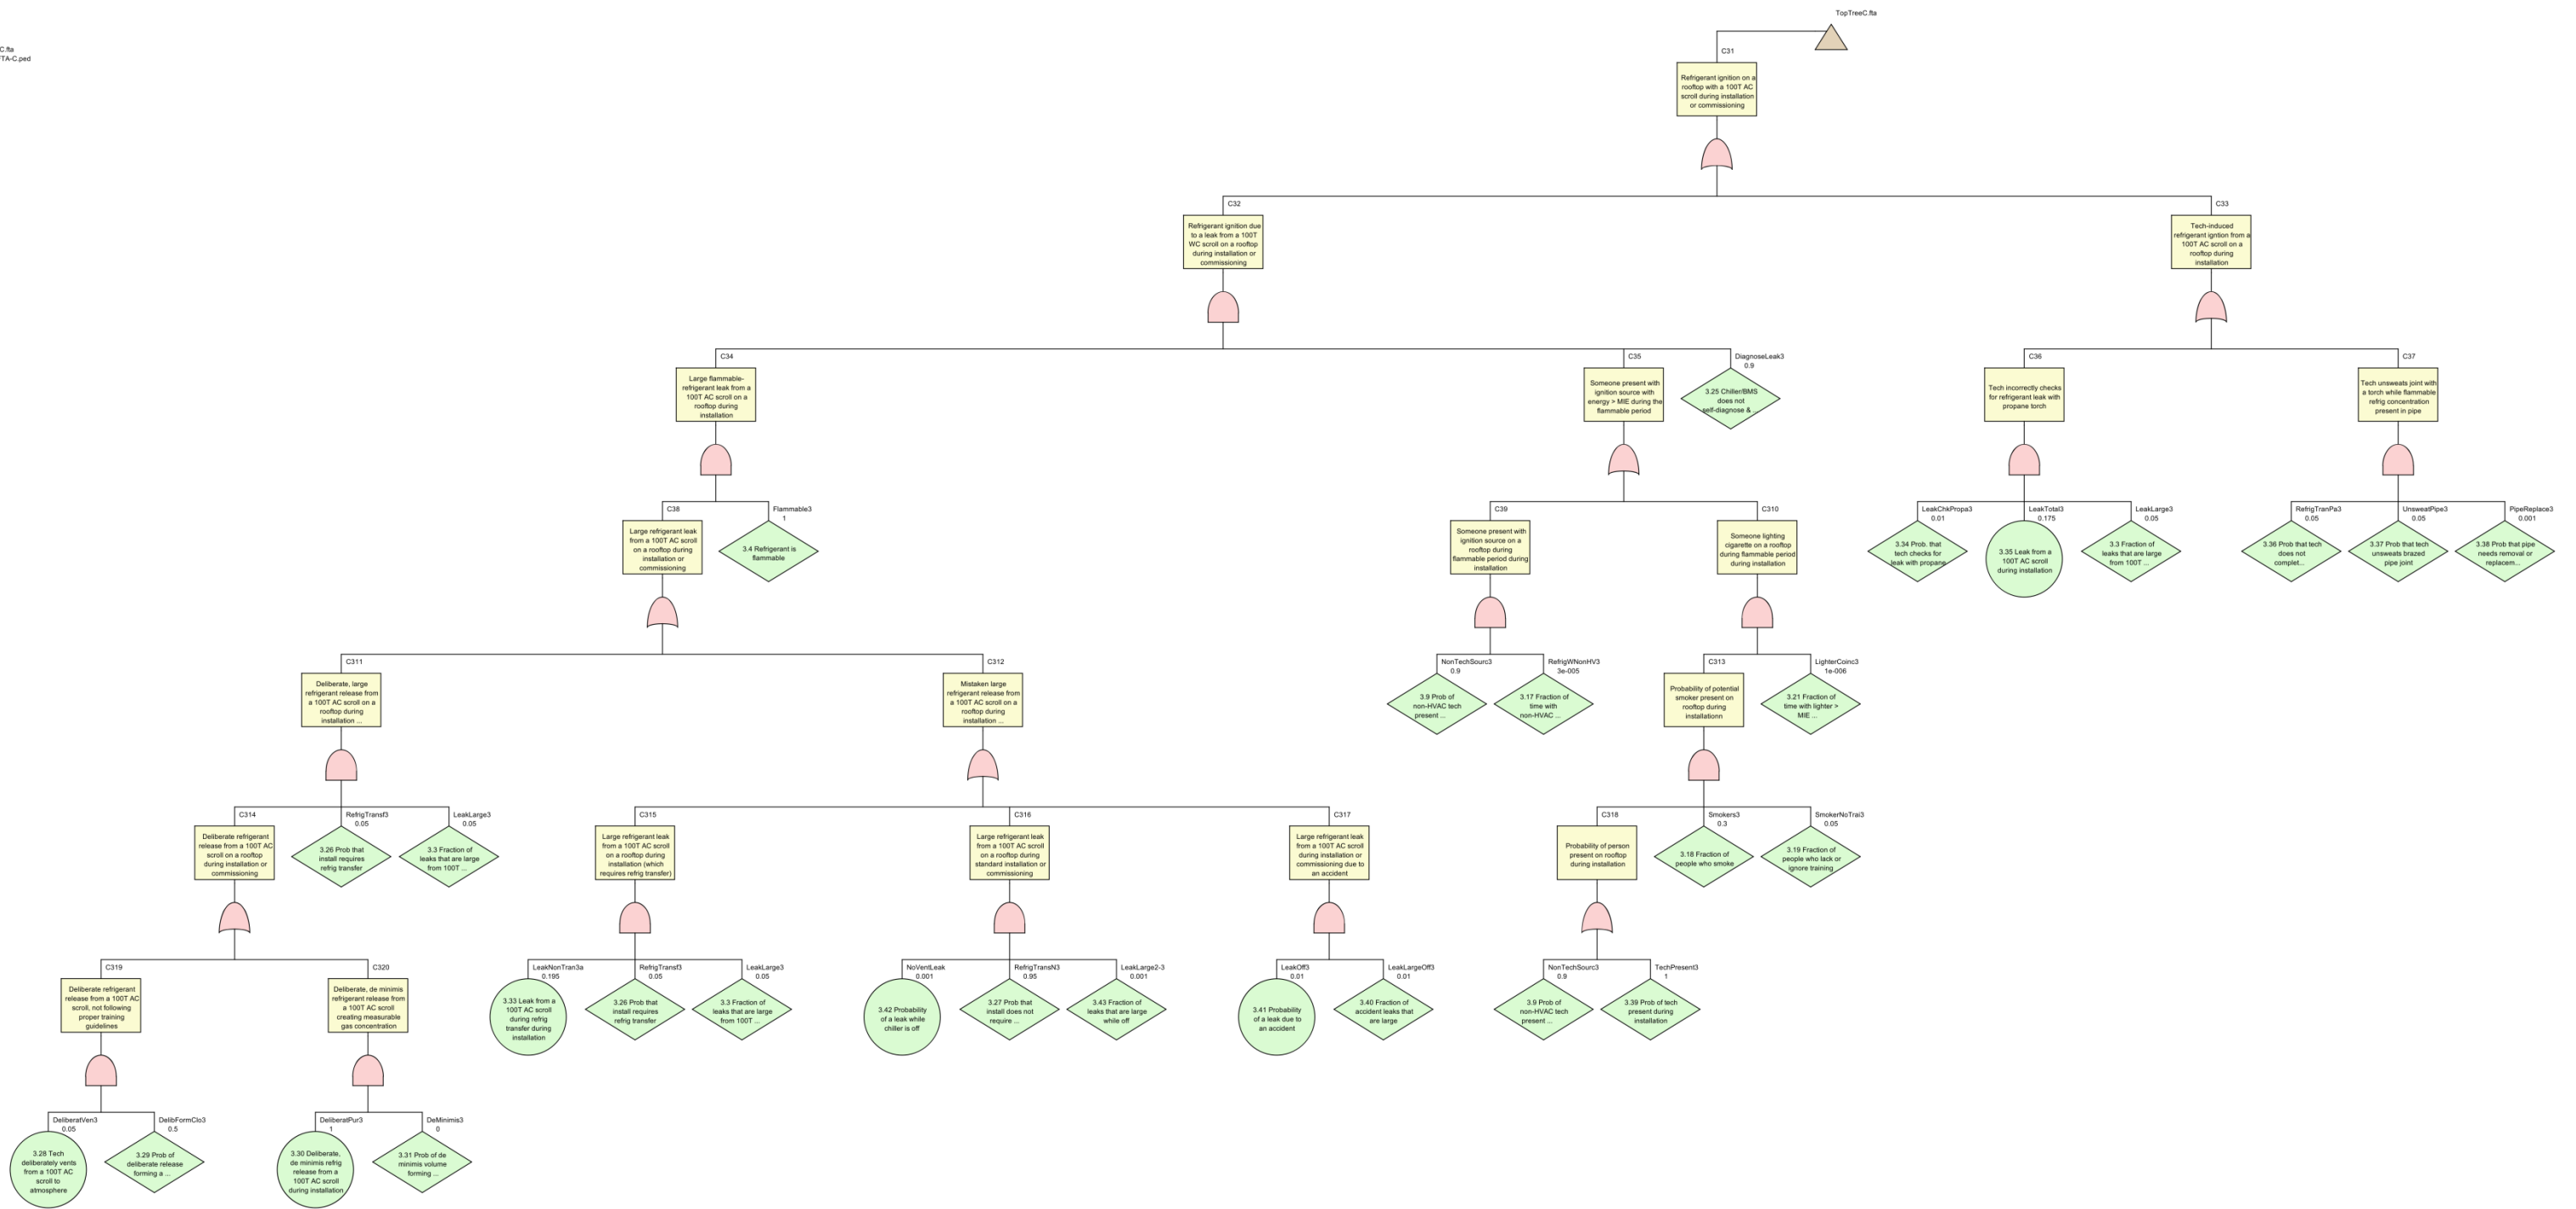 TopTreeC.fta
C.fta
TA-C.ped
C31
Refrigerant ignition on a
rooftop with a 100T AC
scroll during installation
or commissioning
C32
Refrigerant ignition due
to a leak from a 100T
WC scroll on a rooftop
during installation or
commissioning
C33
Tech-induced
refrigerant igntion from a
100T AC scroll on a
rooftop during
installation
C34
Large flammable-
refrigerant leak from a
100T AC scroll on a
rooftop during
installation
C35
Someone present with
ignition source with
energy > MIE during the
flammable period
DiagnoseLeak3
0.9
3.25 Chiller/BMS
does not
self-diagnose & ...
C36
Tech incorrectly checks
for refrigerant leak with
propane torch
C37
Tech unsweats joint with
a torch while flammable
refrig concentration
present in pipe
C38
Large refrigerant leak
from a 100T AC scroll
on a rooftop during
installation or
commissioning
Flammable3
1
3.4 Refrigerant is
flammable
C39
Someone present with
ignition source on a
rooftop during
flammable period during
installation
C310
Someone lighting
cigarette on a rooftop
during flammable period
during installation
LeakChkPropa3
0.01
3.34 Prob. that
tech checks for
leak with propane
LeakTotal3
0.175
3.35 Leak from a
100T AC scroll
during installation
LeakLarge3
0.05
3.3 Fraction of
leaks that are large
from 100T ...
RefrigTranPa3
0.05
3.36 Prob that tech
does not
complet...
UnsweatPipe3
0.05
3.37 Prob that tech
unsweats brazed
pipe joint
PipeReplace3
0.001
3.38 Prob that pipe
needs removal or
replacem...
C311
Deliberate, large
refrigerant release from
a 100T AC scroll on a
rooftop during
installation ...
C312
Mistaken large
refrigerant release from
a 100T AC scroll on a
rooftop during
installation ...
NonTechSourc3
0.9
3.9 Prob of
non-HVAC tech
present ...
RefrigWNonHV3
3e-005
3.17 Fraction of
time with
non-HVAC ...
C313
Probability of potential
smoker present on
rooftop during
installationn
LighterCoinc3
1e-006
3.21 Fraction of
time with lighter >
MIE ...
C314
Deliberate refrigerant
release from a 100T AC
scroll on a rooftop
during installation or
commissioning
RefrigTransf3
0.05
3.26 Prob that
install requires
refrig transfer
LeakLarge3
0.05
3.3 Fraction of
leaks that are large
from 100T ...
C315
Large refrigerant leak
from a 100T AC scroll
on a rooftop during
installation (which
requires refrig transfer)
C316
Large refrigerant leak
from a 100T AC scroll
on a rooftop during
standard installation or
commissioning
C317
Large refrigerant leak
from a 100T AC scroll
during installation or
commissioning due to
an accident
C318
Probability of person
present on rooftop
during installation
Smokers3
0.3
3.18 Fraction of
people who smoke
SmokerNoTrai3
0.05
3.19 Fraction of
people who lack or
ignore training
C319
Deliberate refrigerant
release from a 100T AC
scroll, not following
proper training
guidelines
C320
Deliberate, de minimis
refrigerant release from
a 100T AC scroll
creating measurable
gas concentration
LeakNonTran3a
0.195
3.33 Leak from a
100T AC scroll
during refrig
transfer during
installation
RefrigTransf3
0.05
3.26 Prob that
install requires
refrig transfer
LeakLarge3
0.05
3.3 Fraction of
leaks that are large
from 100T ...
NoVentLeak
0.001
3.42 Probability
of a leak while
chiller is off
RefrigTransN3
0.95
3.27 Prob that
install does not
require ...
LeakLarge2-3
0.001
3.43 Fraction of
leaks that are large
while off
LeakOff3
0.01
3.41 Probability
of a leak due to
an accident
LeakLargeOff3
0.01
3.40 Fraction of
accident leaks that
are large
NonTechSourc3
0.9
3.9 Prob of
non-HVAC tech
present ...
TechPresent3
1
3.39 Prob of tech
present during
installation
DeliberatVen3
0.05
3.28 Tech
deliberately vents
from a 100T AC
scroll to
atmosphere
DelibFormClo3
0.5
3.29 Prob of
deliberate release
forming a ...
DeliberatPur3
1
3.30 Deliberate,
de minimis refrig
release from a
100T AC scroll
during installation
DeMinimis3
0
3.31 Prob of de
minimis volume
forming ...